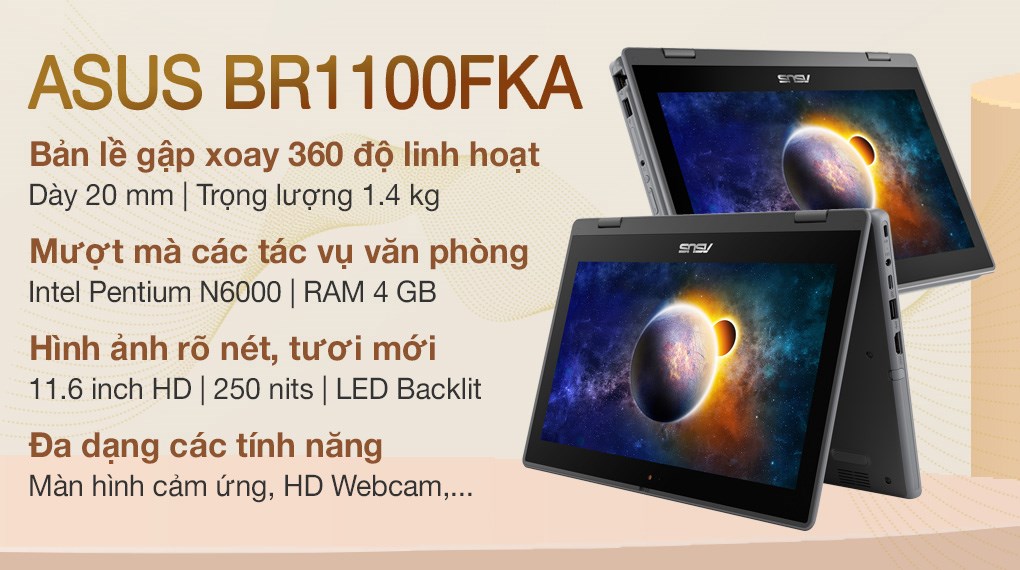 ASUS BR1100FKA
Bản lề gập xoay 360 độ linh hoạt
Dày 20 mm | Trọng lượng 1.4 kg
Mượt mà các tác vụ văn phòng
Intel Pentium N6000 | RAM 4 GB
Hình ảnh rõ nét, tươi mới
11.6 inch HD | 250 nits | LED Backlit
Đa dạng các tính năng
Màn hình cảm ứng, HD Webcam,...
ASUS
ASUS